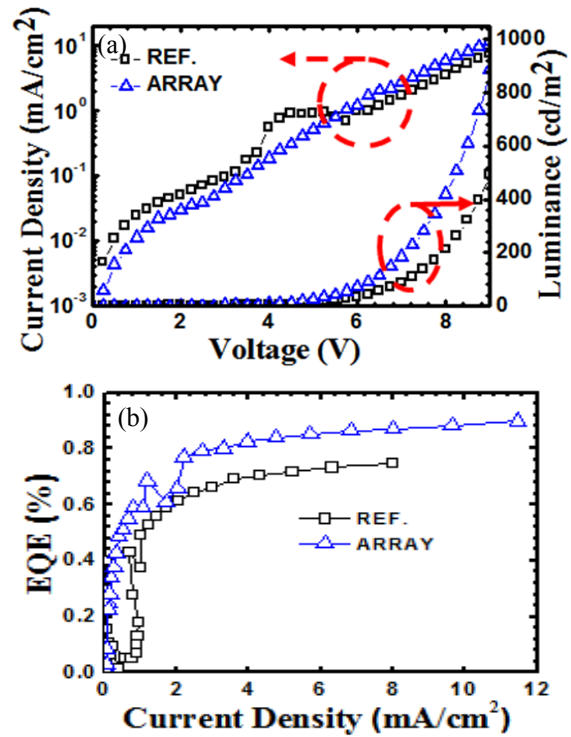 (a)
REF.
ARRAY
Current Density (mA/cm²)
10¹
10⁰
10⁻¹
10⁻²
10⁻³
1000
800
600
400
200
0
Luminance (cd/m²)
0 2 4 6 8
Voltage (V)
(b)
EQE (%)
1.0
0.8
0.6
0.4
0.2
0.0
REF.
ARRAY
0 2 4 6 8 10 12
Current Density (mA/cm²)